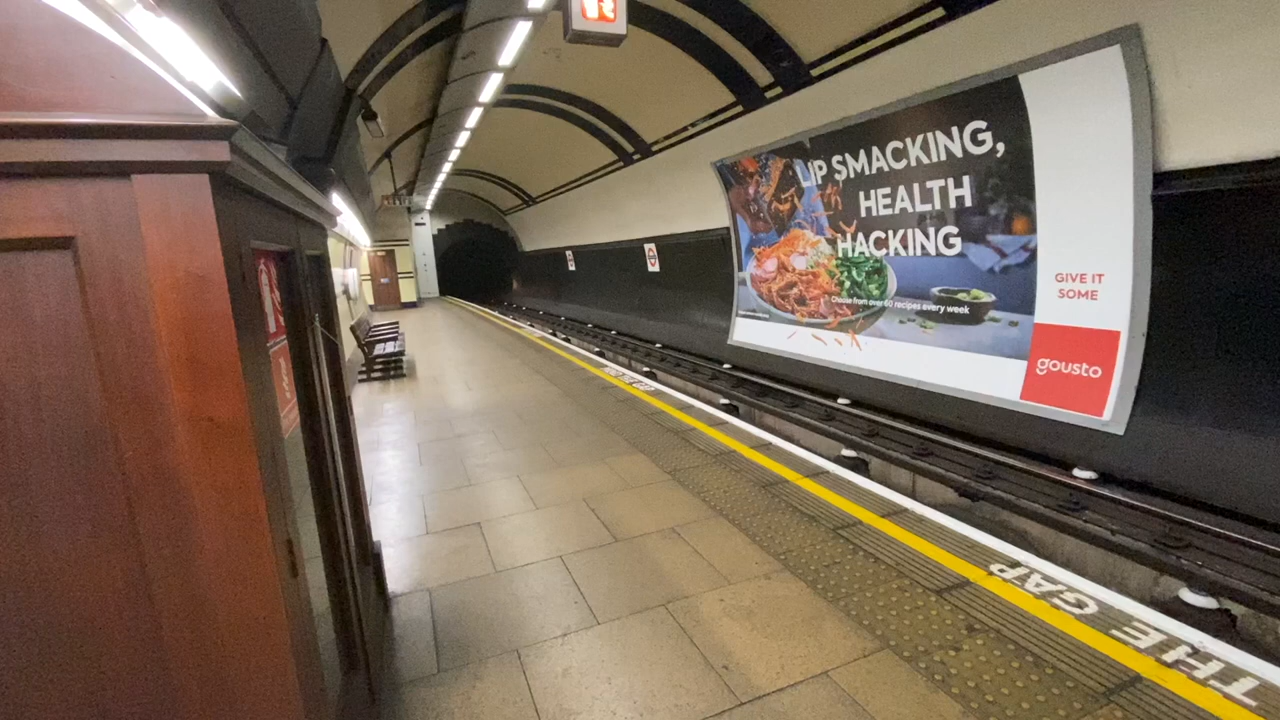 LIP SMACKING,
HEALTH
HACKING
Choose from over 60 recipes every week
GIVE IT
SOME
gousto
THE GAP